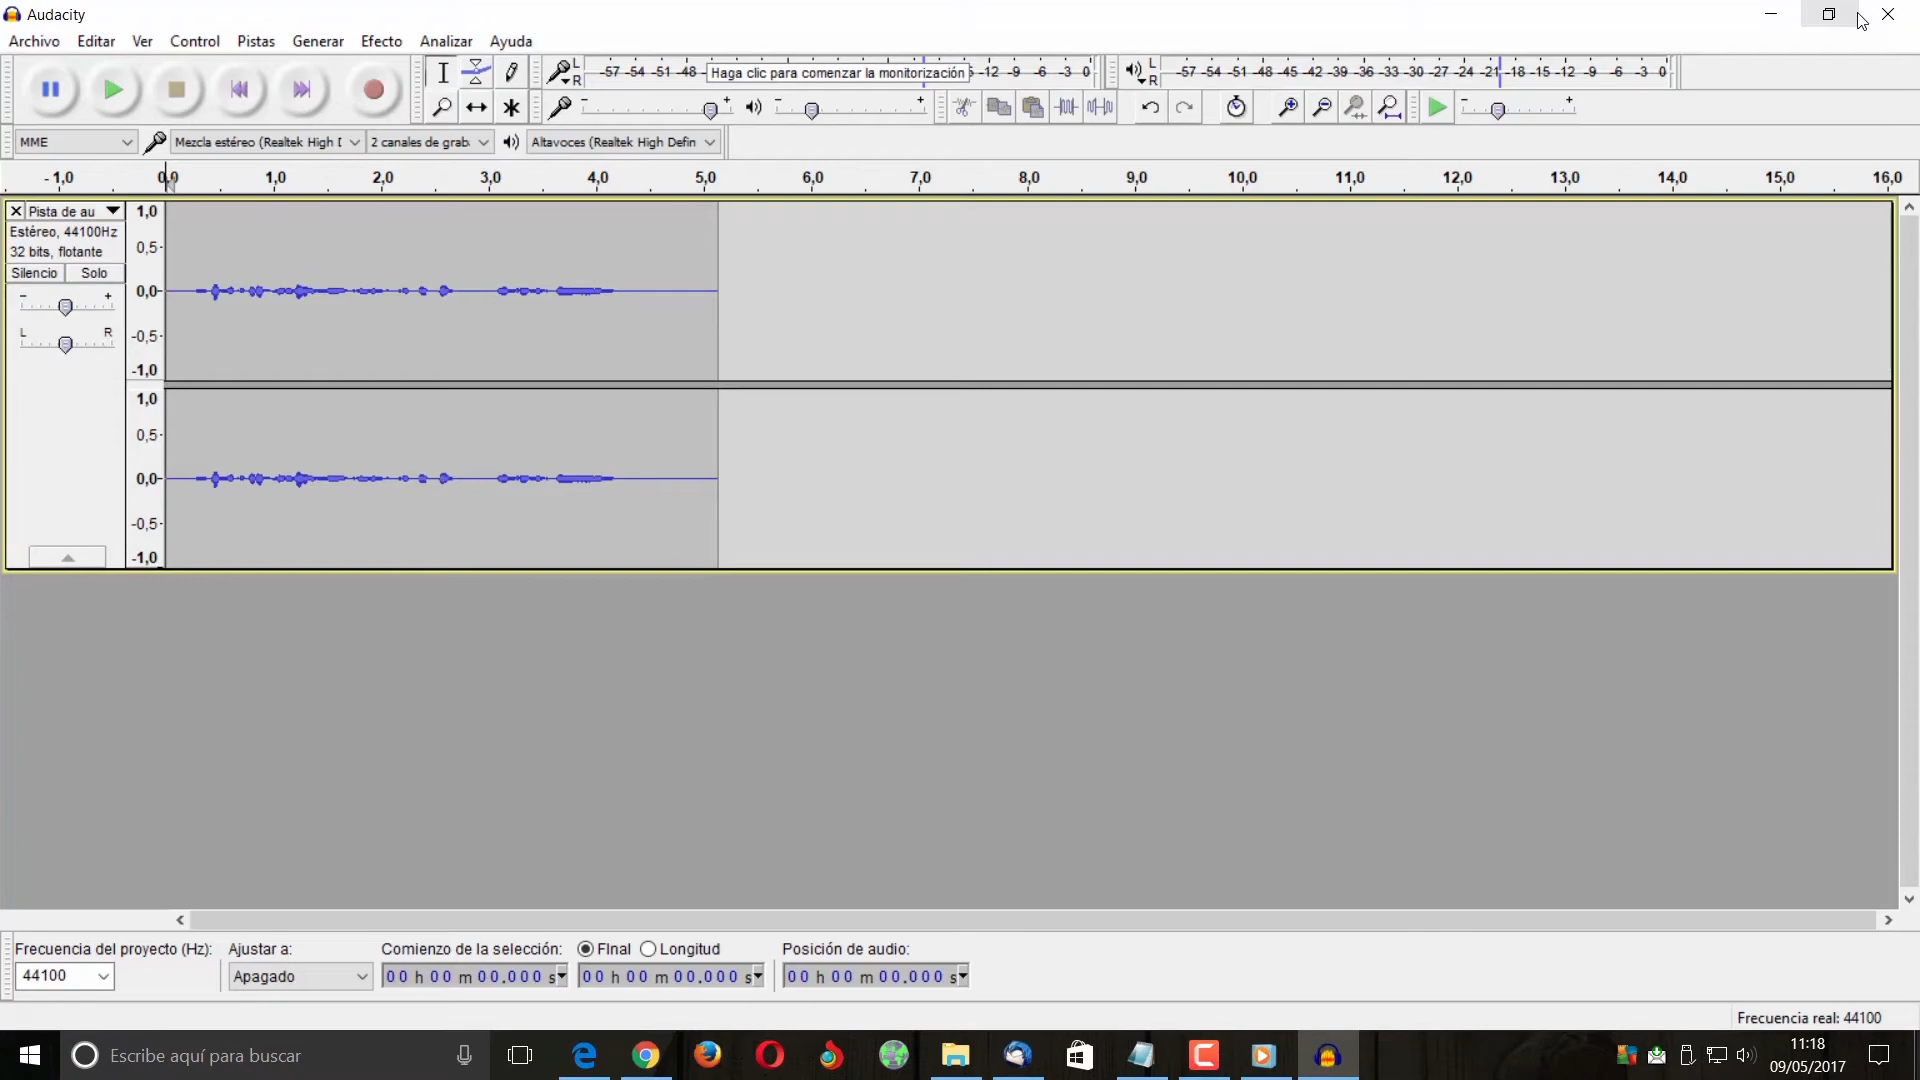 Audacity
Archivo Editar Ver Control Pistas Generar Efecto Analizar Ayuda
L R -57 -54 -51 -48 Haga clic para comenzar la monitorización -12 -9 -6 -3 0 L R -57 -54 -51 -48 -45 -42 -39 -36 -33 -30 -27 -24 -21 -18 -15 -12 -9 -6 -3 0
MME Mezcla estéreo (Realtek High 2 canales de grab Altavoces (Realtek High Defin
-1,0 0,0 1,0 2,0 3,0 4,0 5,0 6,0 7,0 8,0 9,0 10,0 11,0 12,0 13,0 14,0 15,0 16,0
Pista de au 1,0
Estéreo, 44100Hz
32 bits, flotante 0,5
Silencio Solo
- + 0,0
L R -0,5
-1,0
1,0
0,5
0,0
-0,5
-1,0
Frecuencia del proyecto (Hz): Ajustar a: Comienzo de la selección: FInal Longitud Posición de audio:
44100 Apagado 00 h 00 m 00.000 s 00 h 00 m 00.000 s 00 h 00 m 00.000 s
Frecuencia real: 44100
Escribe aquí para buscar
11:18
09/05/2017